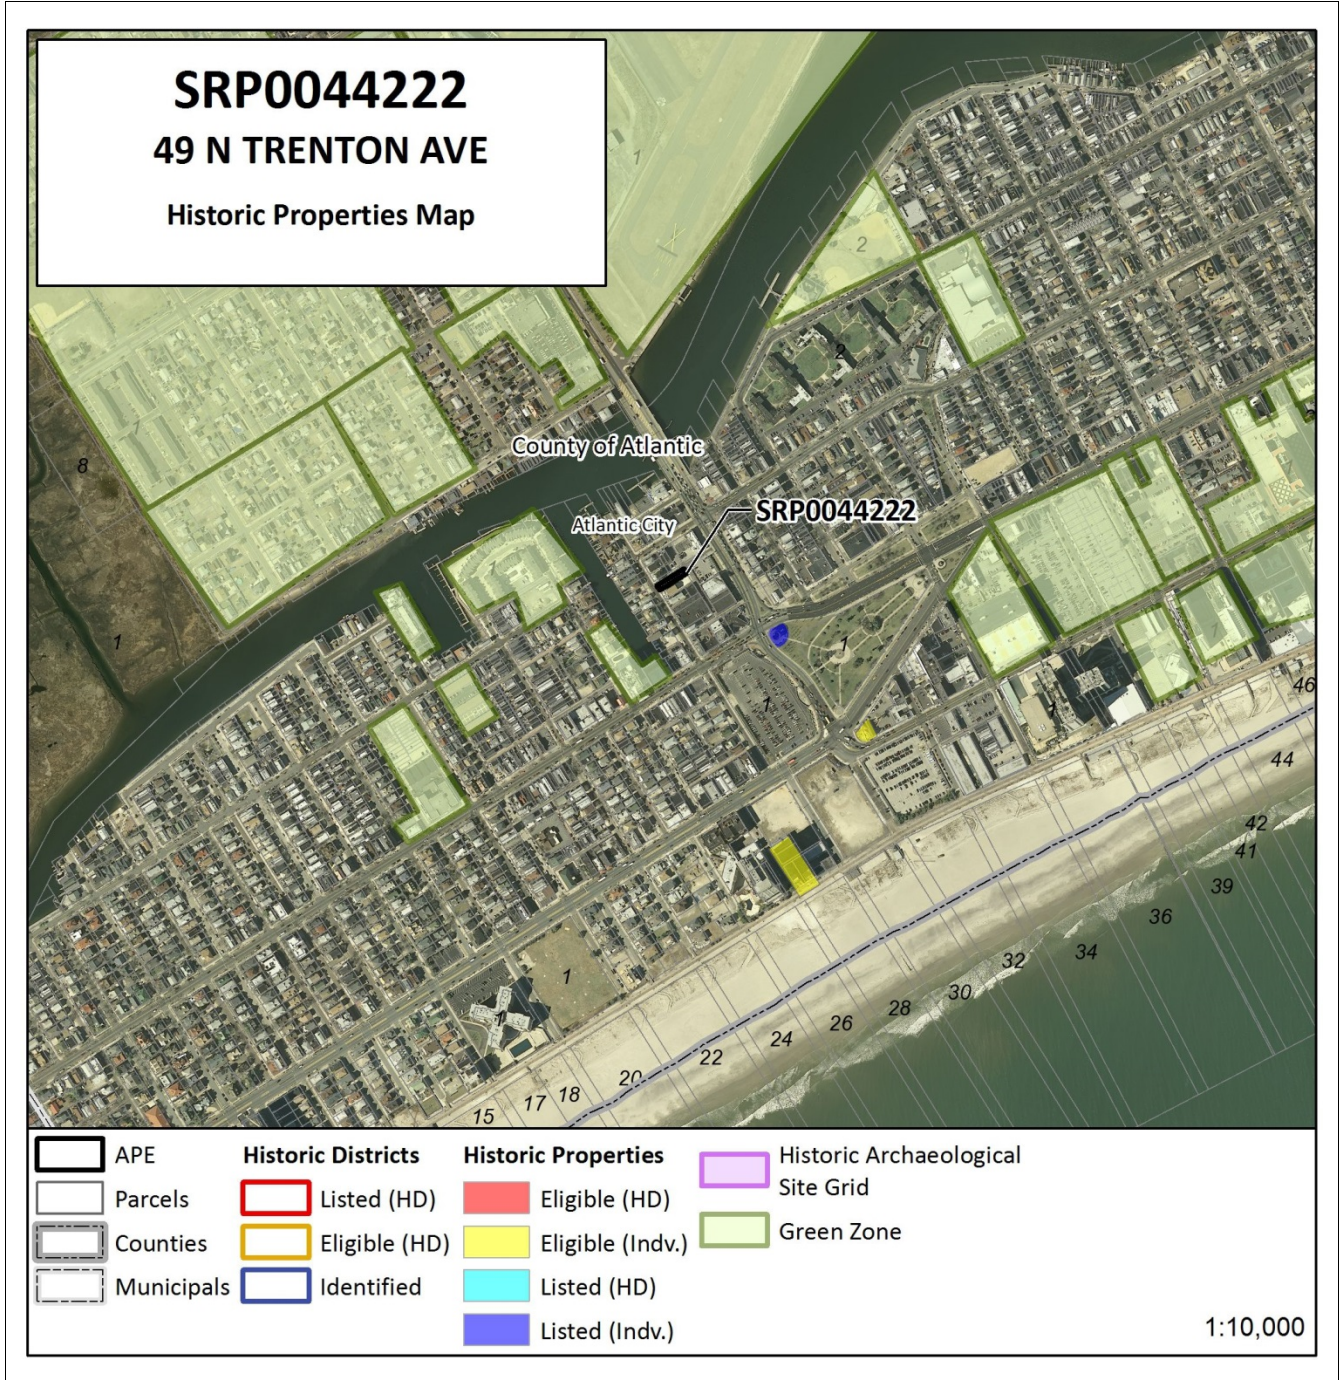 SRP0044222
49 N TRENTON AVE
Historic Properties Map
1
2
2
8
County of Atlantic
Atlantic City
SRP0044222
1
1
1
1
46
44
42
41
39
36
34
32
30
28
26
24
22
20
18
17
15
1
1
APE
Parcels
Counties
Municipals
Historic Districts
Listed (HD)
Eligible (HD)
Identified
Historic Properties
Eligible (HD)
Eligible (Indv.)
Listed (HD)
Listed (Indv.)
Historic Archaeological
Site Grid
Green Zone
1:10,000